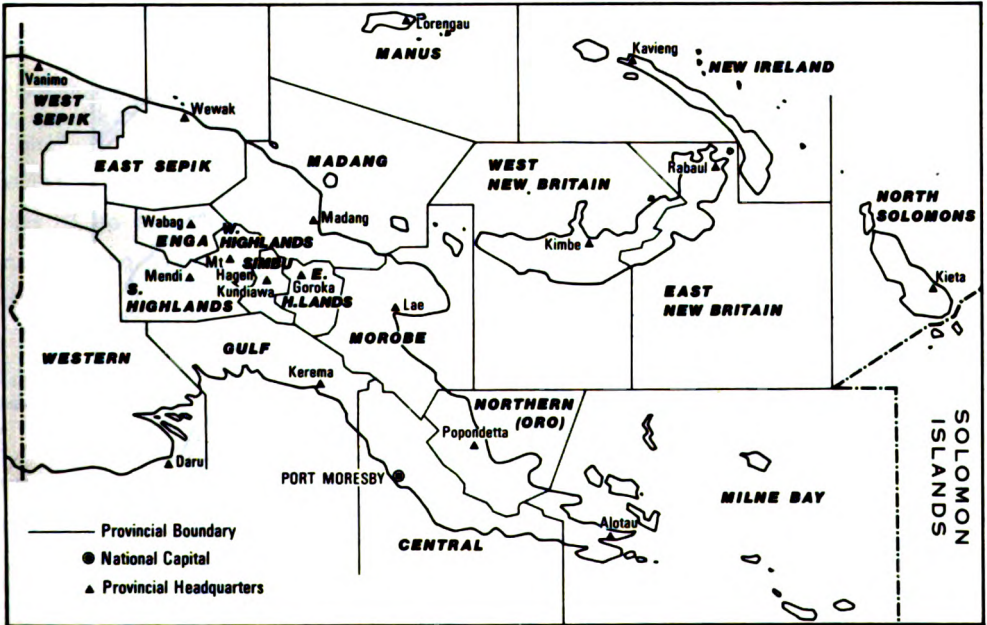 Lorengau
MANUS
Kavieng
NEW IRELAND
Vanimo
WEST
SEPIK
Wewak
EAST SEPIK
MADANG
WEST
NEW BRITAIN
Rabaul
NORTH
SOLOMONS
Wabag
ENGA
W.
HIGHLANDS
Madang
Kimbe
Mendi
Mt
Hagen
SIMBU
Kundiawa
E.
Goroka
H.LANDS
S.
HIGHLANDS
Lae
EAST
NEW BRITAIN
Kieta
WESTERN
GULF
MOROBE
Kerema
NORTHERN
(ORO)
Popondetta
Daru
PORT MORESBY
MILNE BAY
SOLOMON
ISLANDS
Alotau
CENTRAL
Provincial Boundary
National Capital
Provincial Headquarters